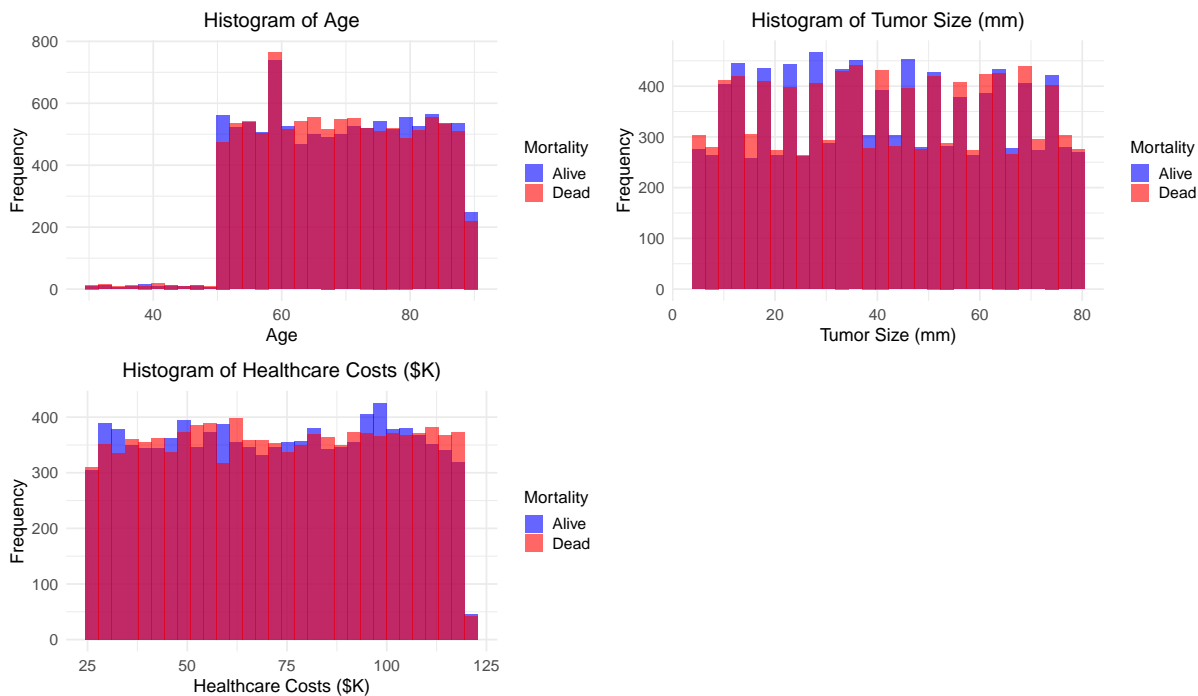 Histogram of Age
800
600
400
200
0
Frequency
40
60
80
Age
Mortality
Alive
Dead
Histogram of Tumor Size (mm)
400
300
200
100
0
Frequency
0
20
40
60
80
Tumor Size (mm)
Mortality
Alive
Dead
Histogram of Healthcare Costs ($K)
400
300
200
100
0
Frequency
25
50
75
100
125
Healthcare Costs ($K)
Mortality
Alive
Dead